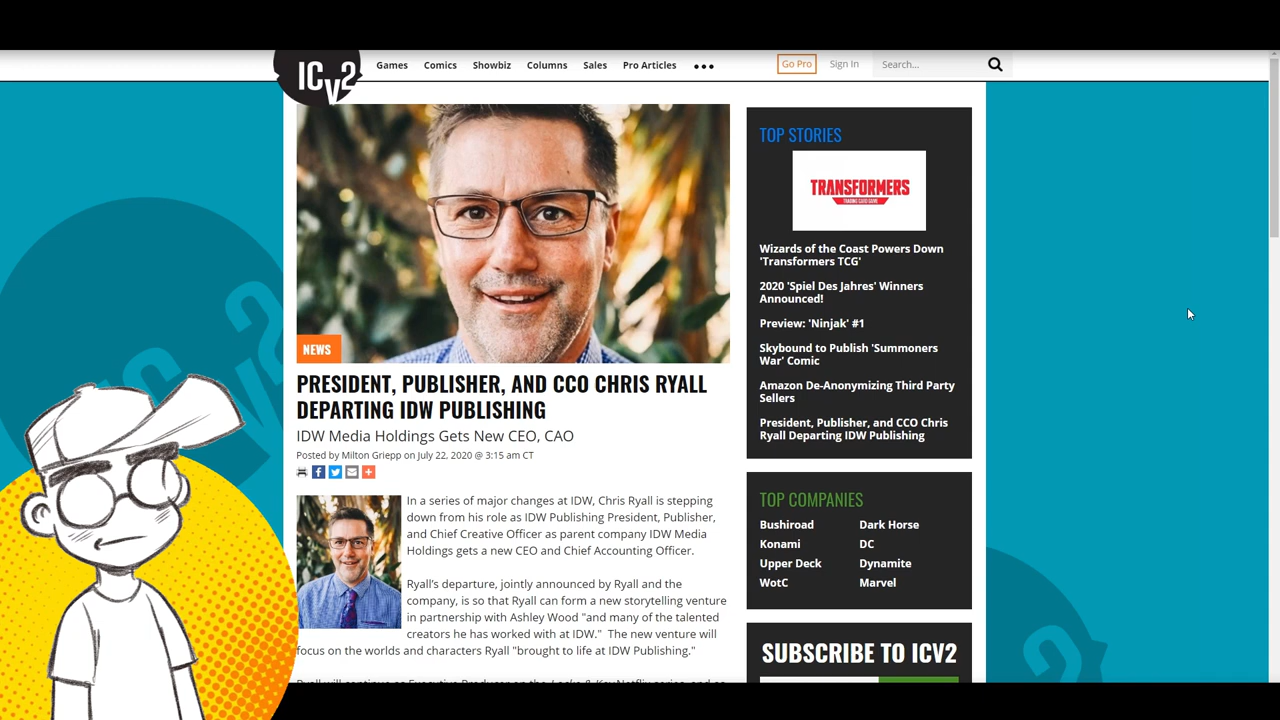 ICv2
Games Comics Showbiz Columns Sales Pro Articles
Go Pro Sign In Search...
NEWS
PRESIDENT, PUBLISHER, AND CCO CHRIS RYALL
DEPARTING IDW PUBLISHING
IDW Media Holdings Gets New CEO, CAO
Posted by Milton Griepp on July 22, 2020 @ 3:15 am CT
In a series of major changes at IDW, Chris Ryall is stepping
down from his role as IDW Publishing President, Publisher,
and Chief Creative Officer as parent company IDW Media
Holdings gets a new CEO and Chief Accounting Officer.
Ryall's departure, jointly announced by Ryall and the
company, is so that Ryall can form a new storytelling venture
in partnership with Ashley Wood "and many of the talented
creators he has worked with at IDW." The new venture will
focus on the worlds and characters Ryall "brought to life at IDW Publishing."
TOP STORIES
TRANSFORMERS
TRADING CARD GAME
Wizards of the Coast Powers Down
'Transformers TCG'
2020 'Spiel Des Jahres' Winners
Announced!
Preview: 'Ninjak' #1
Skybound to Publish 'Summoners
War' Comic
Amazon De-Anonymizing Third Party
Sellers
President, Publisher, and CCO Chris
Ryall Departing IDW Publishing
TOP COMPANIES
Bushiroad Dark Horse
Konami DC
Upper Deck Dynamite
WotC Marvel
SUBSCRIBE TO ICV2